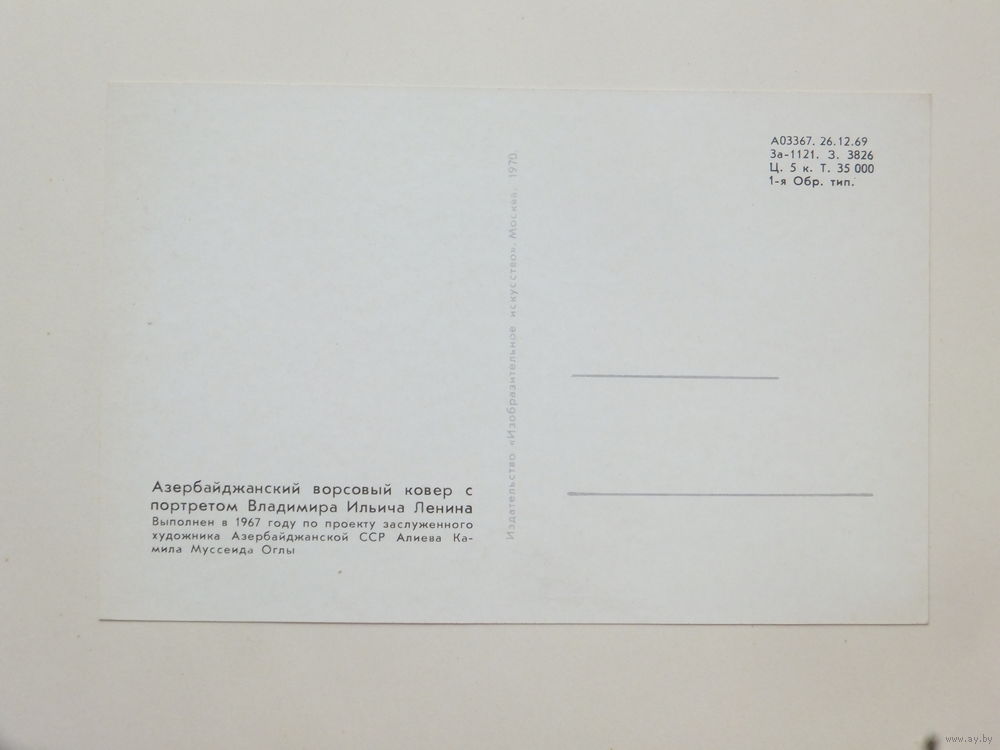 Азербайджанский ворсовый ковер с
портретом Владимира Ильича Ленина
Выполнен в 1967 году по проекту заслуженного
художника Азербайджанской ССР Алиева Ка-
мила Муссеида Оглы
Издательство «Изобразительное искусство». Москва. 1970.
А03367. 26.12.69
За-1121. З. 3826
Ц. 5 к. Т. 35 000
1-я Обр. тип.
www.ay.by